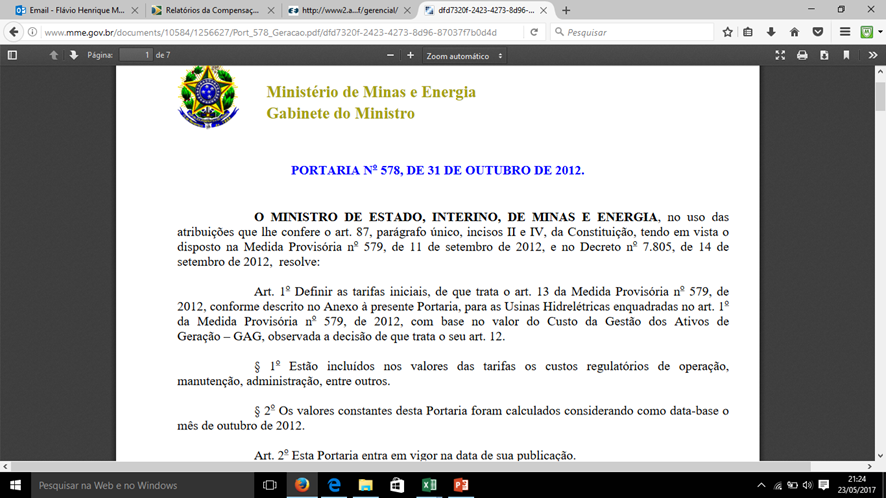 Email - Flávio Henrique M...
Relatórios da Compensaç...
http://www2.a...f/gerencial/
dfd7320f-2423-4273-8d96-...
www.mme.gov.br/documents/10584/1256627/Port_578_Geracao.pdf/dfd7320f-2423-4273-8d96-87037f7b0d4d
Pesquisar
Página: 1 de 7
Zoom automático
Ministério de Minas e Energia
Gabinete do Ministro
PORTARIA Nº 578, DE 31 DE OUTUBRO DE 2012.
O MINISTRO DE ESTADO, INTERINO, DE MINAS E ENERGIA, no uso das
atribuições que lhe confere o art. 87, parágrafo único, incisos II e IV, da Constituição, tendo em vista o
disposto na Medida Provisória nº 579, de 11 de setembro de 2012, e no Decreto nº 7.805, de 14 de
setembro de 2012, resolve:
Art. 1º Definir as tarifas iniciais, de que trata o art. 13 da Medida Provisória nº 579, de
2012, conforme descrito no Anexo à presente Portaria, para as Usinas Hidrelétricas enquadradas no art. 1º
da Medida Provisória nº 579, de 2012, com base no valor do Custo da Gestão dos Ativos de
Geração – GAG, observada a decisão de que trata o seu art. 12.
§ 1º Estão incluídos nos valores das tarifas os custos regulatórios de operação,
manutenção, administração, entre outros.
§ 2º Os valores constantes desta Portaria foram calculados considerando como data-base o
mês de outubro de 2012.
Art. 2º Esta Portaria entra em vigor na data de sua publicação.
Pesquisar na Web e no Windows
21:24
23/05/2017